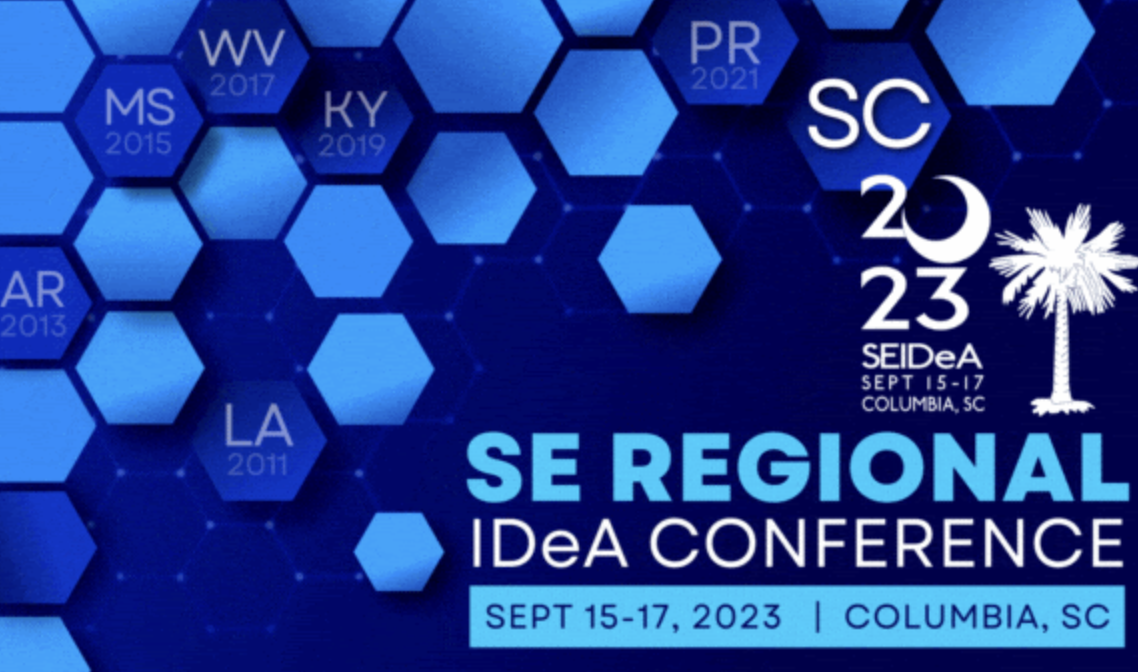 WV
2017
MS
2015
KY
2019
PR
2021
SC
2023
AR
2013
LA
2011
SEIDeA
SEPT 15-17
COLUMBIA, SC
SE REGIONAL
IDeA CONFERENCE
SEPT 15-17, 2023 | COLUMBIA, SC